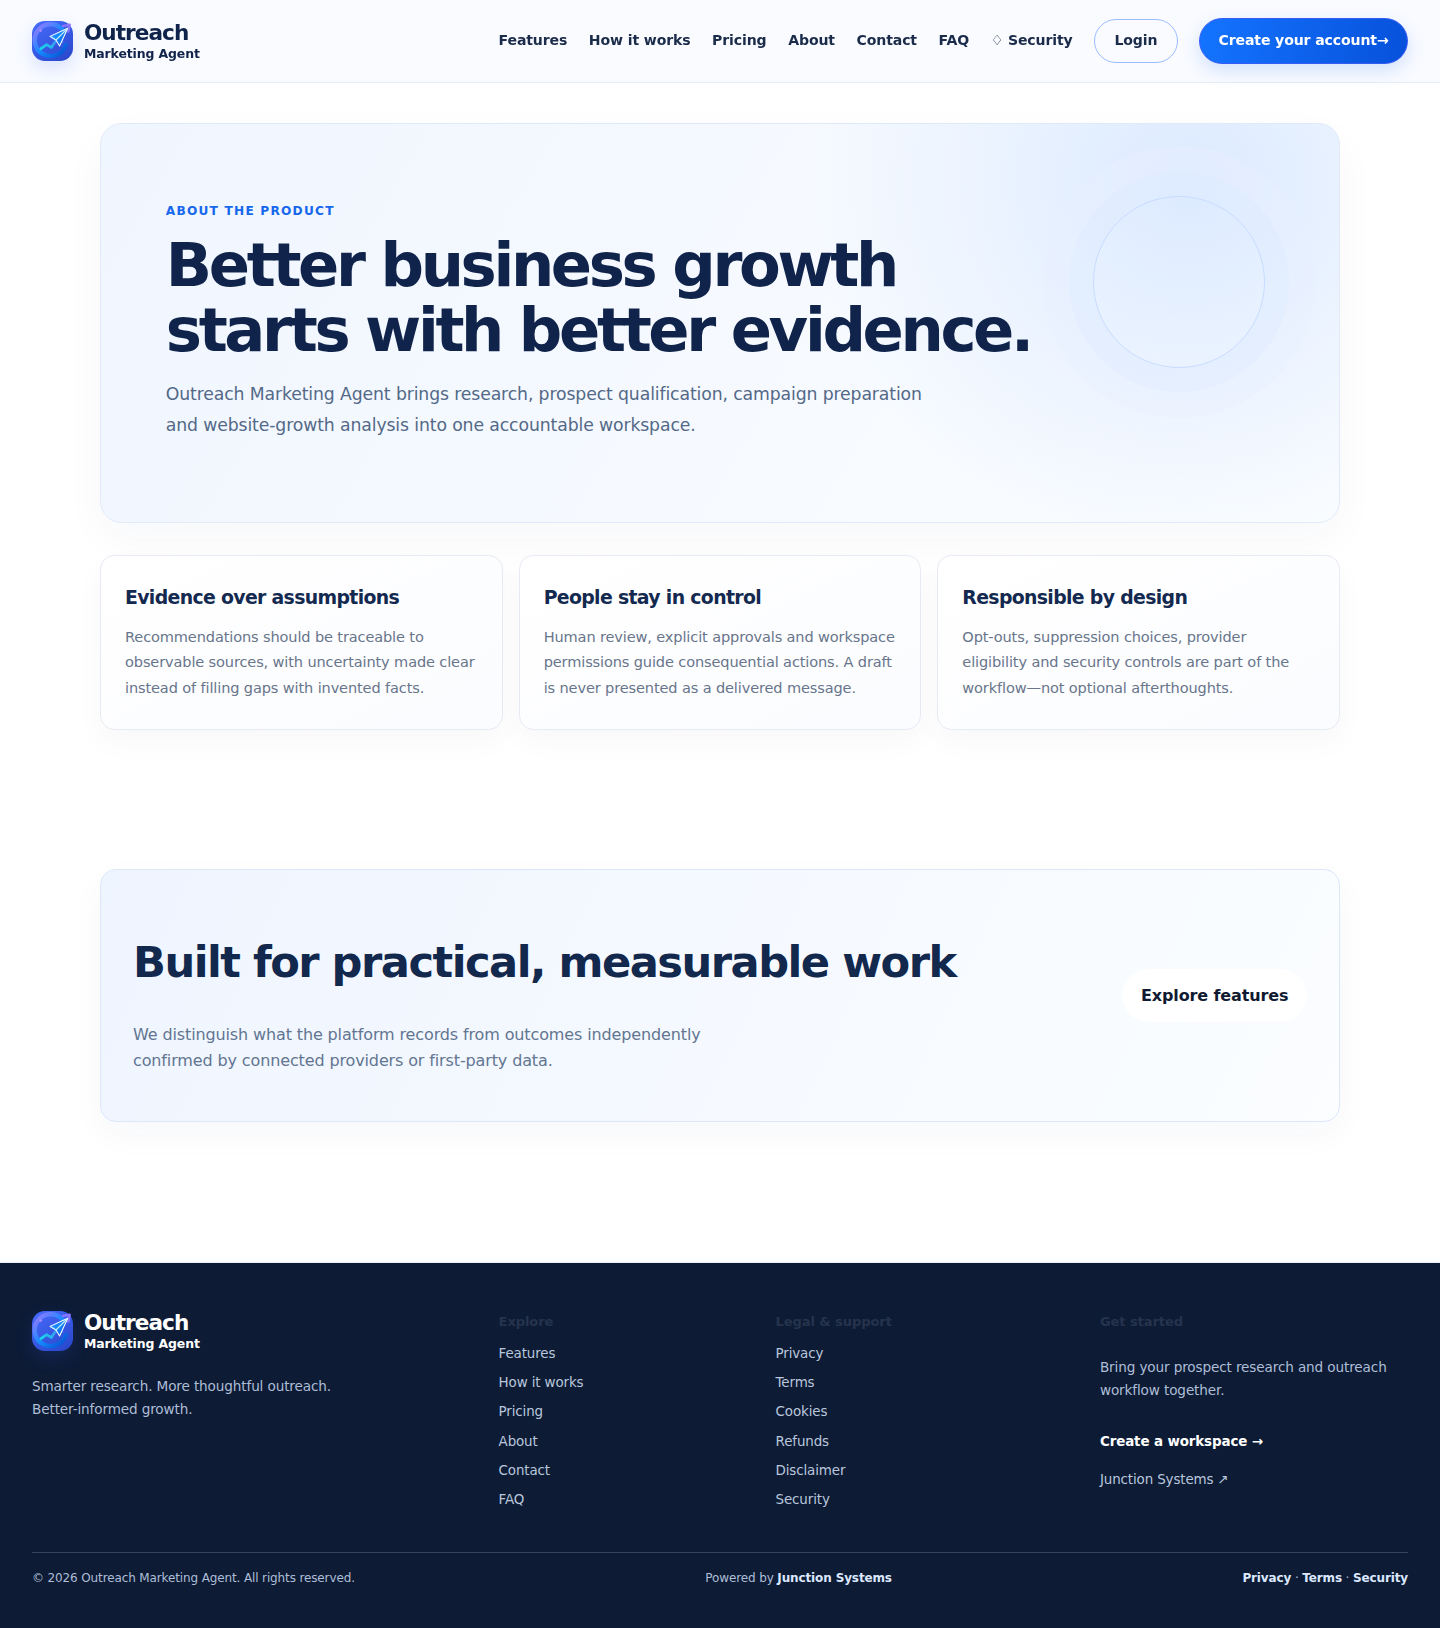 Outreach
Marketing Agent
Features
How it works
Pricing
About
Contact
FAQ
♢ Security
Login
Create your account→
ABOUT THE PRODUCT
Better business growth
starts with better evidence.
Outreach Marketing Agent brings research, prospect qualification, campaign preparation
and website-growth analysis into one accountable workspace.
Evidence over assumptions
Recommendations should be traceable to
observable sources, with uncertainty made clear
instead of filling gaps with invented facts.
People stay in control
Human review, explicit approvals and workspace
permissions guide consequential actions. A draft
is never presented as a delivered message.
Responsible by design
Opt-outs, suppression choices, provider
eligibility and security controls are part of the
workflow—not optional afterthoughts.
Built for practical, measurable work
We distinguish what the platform records from outcomes independently
confirmed by connected providers or first-party data.
Explore features
Outreach
Marketing Agent
Smarter research. More thoughtful outreach.
Better-informed growth.
Explore
Features
How it works
Pricing
About
Contact
FAQ
Legal & support
Privacy
Terms
Cookies
Refunds
Disclaimer
Security
Get started
Bring your prospect research and outreach
workflow together.
Create a workspace →
Junction Systems ↗
© 2026 Outreach Marketing Agent. All rights reserved.
Powered by Junction Systems
Privacy · Terms · Security